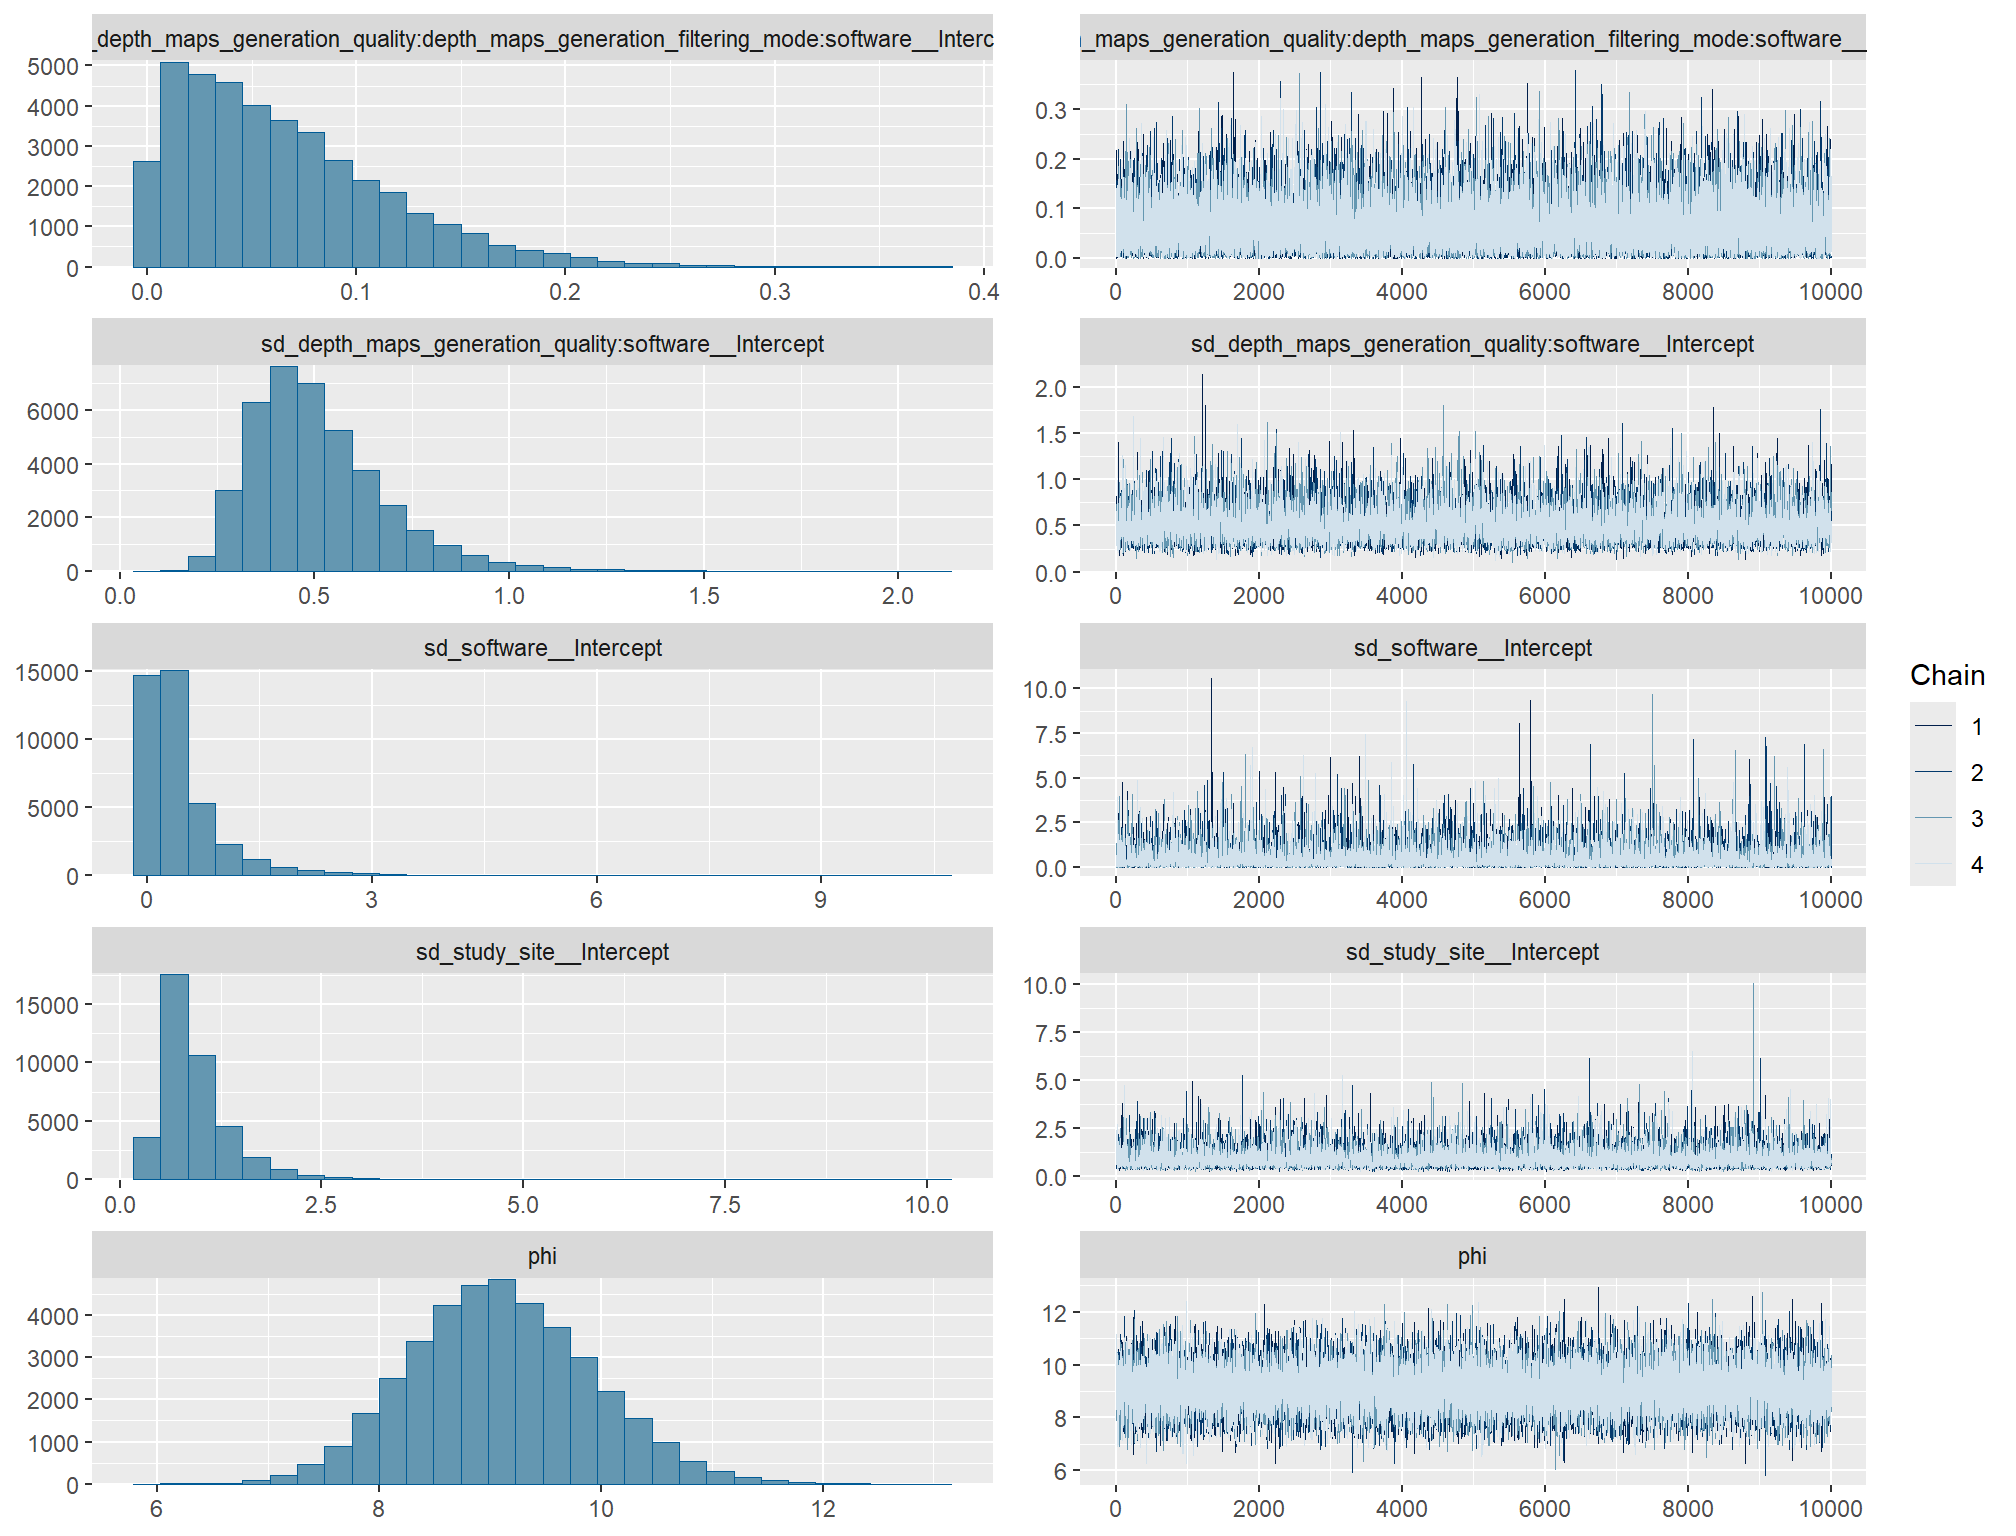 _depth_maps_generation_quality:depth_maps_generation_filtering_mode:software__Interc
5000
4000
3000
2000
1000
0
0.0 0.1 0.2 0.3 0.4
_maps_generation_quality:depth_maps_generation_filtering_mode:software__
0.3
0.2
0.1
0.0
0 2000 4000 6000 8000 10000
sd_depth_maps_generation_quality:software__Intercept
6000
4000
2000
0
0.0 0.5 1.0 1.5 2.0
sd_depth_maps_generation_quality:software__Intercept
2.0
1.5
1.0
0.5
0.0
0 2000 4000 6000 8000 10000
sd_software__Intercept
15000
10000
5000
0
0 3 6 9
sd_software__Intercept
10.0
7.5
5.0
2.5
0.0
0 2000 4000 6000 8000 10000
sd_study_site__Intercept
15000
10000
5000
0
0.0 2.5 5.0 7.5 10.0
sd_study_site__Intercept
10.0
7.5
5.0
2.5
0.0
0 2000 4000 6000 8000 10000
phi
4000
3000
2000
1000
0
6 8 10 12
phi
12
10
8
6
0 2000 4000 6000 8000 10000
Chain
1
2
3
4